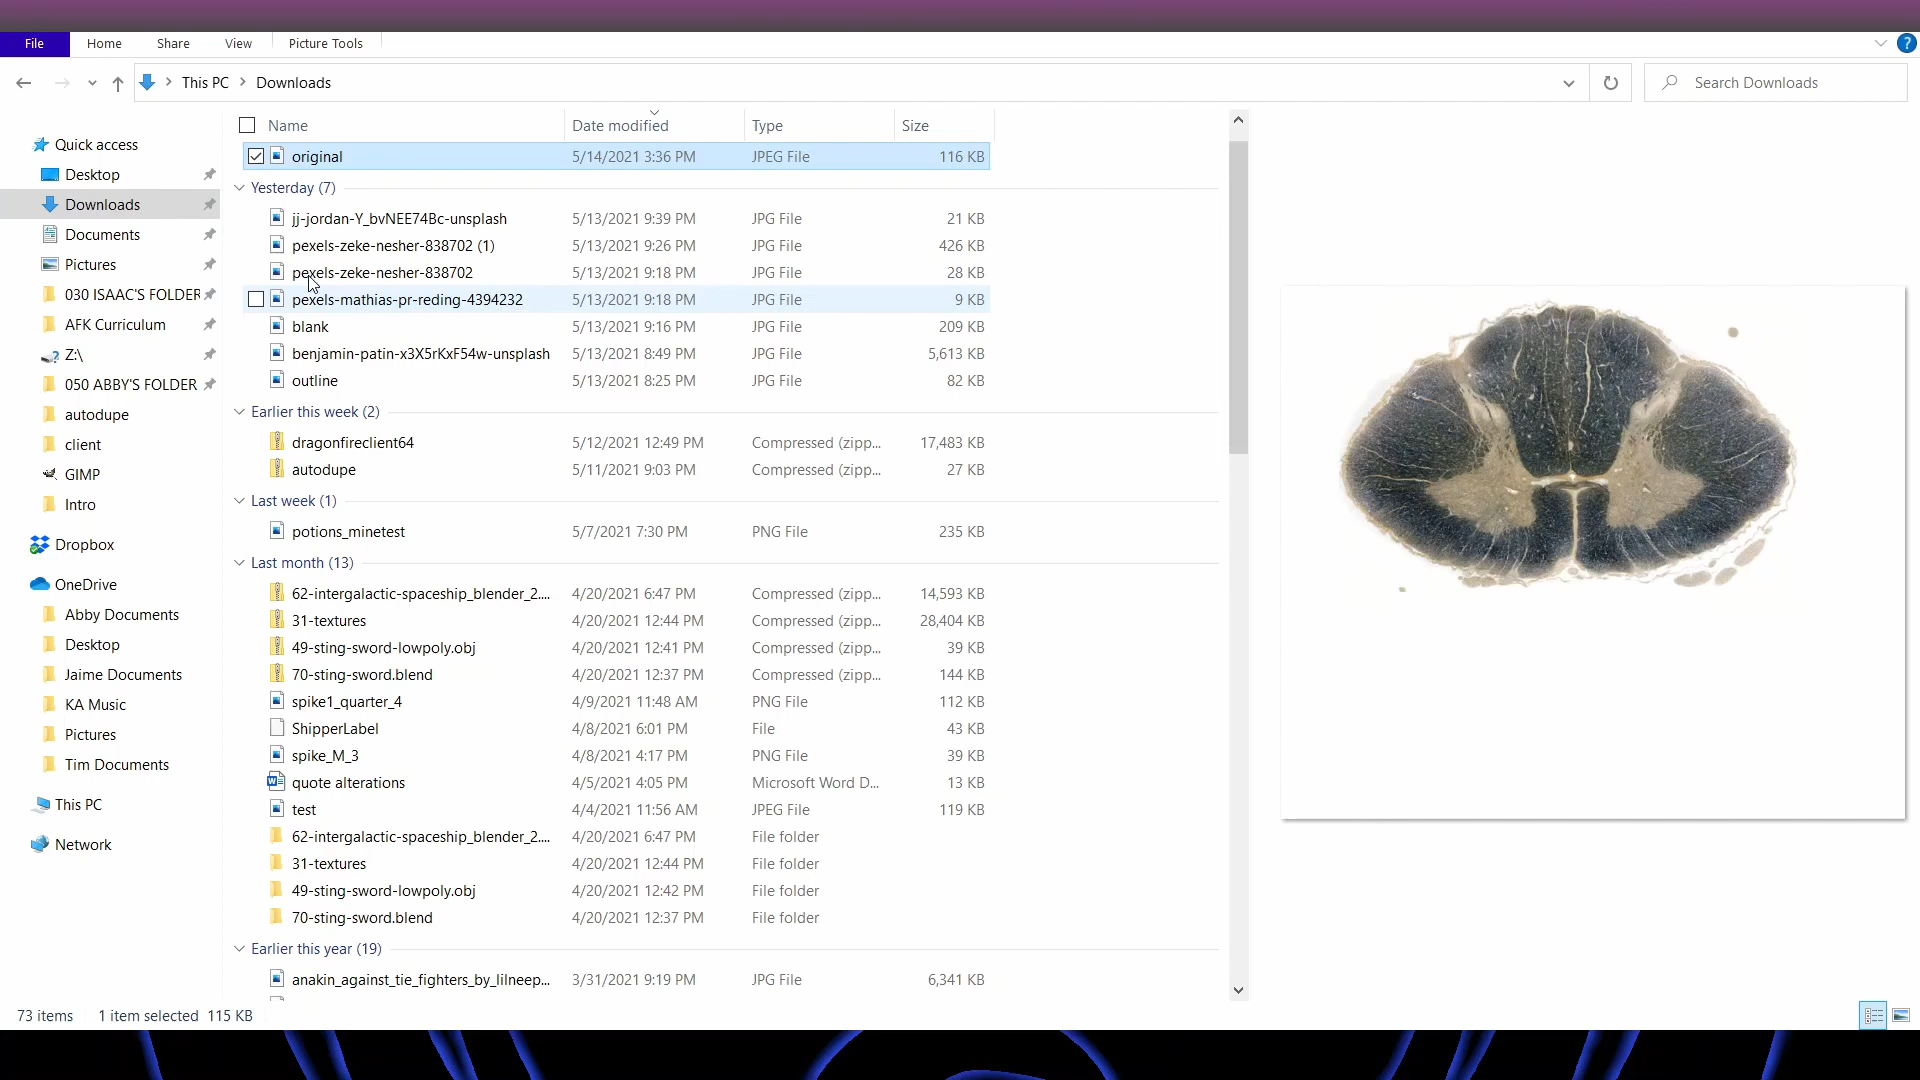 File Home Share View Picture Tools
This PC Downloads Search Downloads
Name Date modified Type Size
original 5/14/2021 3:36 PM JPEG File 116 KB
Yesterday (7)
jj-jordan-Y_bvNEE74Bc-unsplash 5/13/2021 9:39 PM JPG File 21 KB
pexels-zeke-nesher-838702 (1) 5/13/2021 9:26 PM JPG File 426 KB
pexels-zeke-nesher-838702 5/13/2021 9:18 PM JPG File 28 KB
pexels-mathias-pr-reding-4394232 5/13/2021 9:18 PM JPG File 9 KB
blank 5/13/2021 9:16 PM JPG File 209 KB
benjamin-patin-x3X5rKxF54w-unsplash 5/13/2021 8:49 PM JPG File 5,613 KB
outline 5/13/2021 8:25 PM JPG File 82 KB
Earlier this week (2)
dragonfireclient64 5/12/2021 12:49 PM Compressed (zipp... 17,483 KB
autodupe 5/11/2021 9:03 PM Compressed (zipp... 27 KB
Last week (1)
potions_minetest 5/7/2021 7:30 PM PNG File 235 KB
Last month (13)
62-intergalactic-spaceship_blender_2.... 4/20/2021 6:47 PM Compressed (zipp... 14,593 KB
31-textures 4/20/2021 12:44 PM Compressed (zipp... 28,404 KB
49-sting-sword-lowpoly.obj 4/20/2021 12:41 PM Compressed (zipp... 39 KB
70-sting-sword.blend 4/20/2021 12:37 PM Compressed (zipp... 144 KB
spike1_quarter_4 4/9/2021 11:48 AM PNG File 112 KB
ShipperLabel 4/8/2021 6:01 PM File 43 KB
spike_M_3 4/8/2021 4:17 PM PNG File 39 KB
quote alterations 4/5/2021 4:05 PM Microsoft Word D... 13 KB
test 4/4/2021 11:56 AM JPEG File 119 KB
62-intergalactic-spaceship_blender_2.... 4/20/2021 6:47 PM File folder
31-textures 4/20/2021 12:44 PM File folder
49-sting-sword-lowpoly.obj 4/20/2021 12:42 PM File folder
70-sting-sword.blend 4/20/2021 12:37 PM File folder
Earlier this year (19)
anakin_against_tie_fighters_by_lilneep... 3/31/2021 9:19 PM JPG File 6,341 KB
Quick access
Desktop
Downloads
Documents
Pictures
030 ISAAC'S FOLDER
AFK Curriculum
Z:\
050 ABBY'S FOLDER
autodupe
client
GIMP
Intro
Dropbox
OneDrive
Abby Documents
Desktop
Jaime Documents
KA Music
Pictures
Tim Documents
This PC
Network
73 items 1 item selected 115 KB